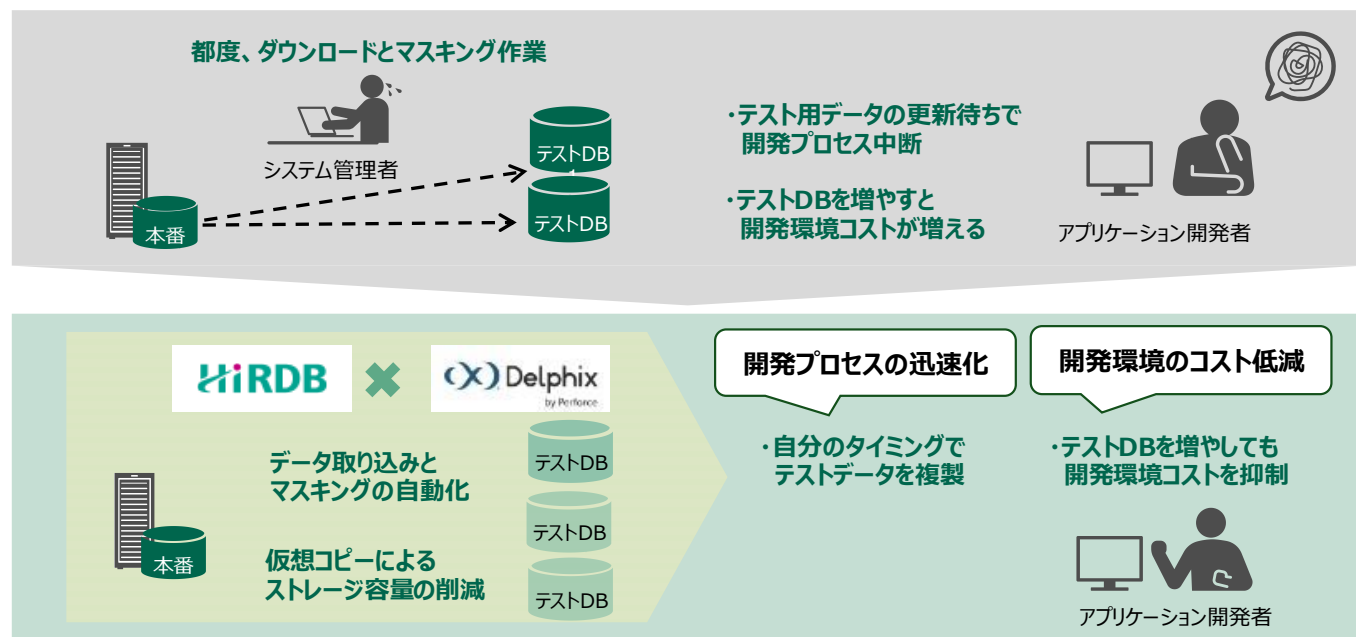 都度、ダウンロードとマスキング作業
システム管理者
本番
テストDB
テストDB
・テスト用データの更新待ちで
開発プロセス中断
・テストDBを増やすと
開発環境コストが増える
アプリケーション開発者
HiRDB
Delphix
by Perforce
データ取り込みと
マスキングの自動化
仮想コピーによる
ストレージ容量の削減
本番
テストDB
テストDB
テストDB
開発プロセスの迅速化
・自分のタイミングで
テストデータを複製
開発環境のコスト低減
・テストDBを増やしても
開発環境コストを抑制
アプリケーション開発者